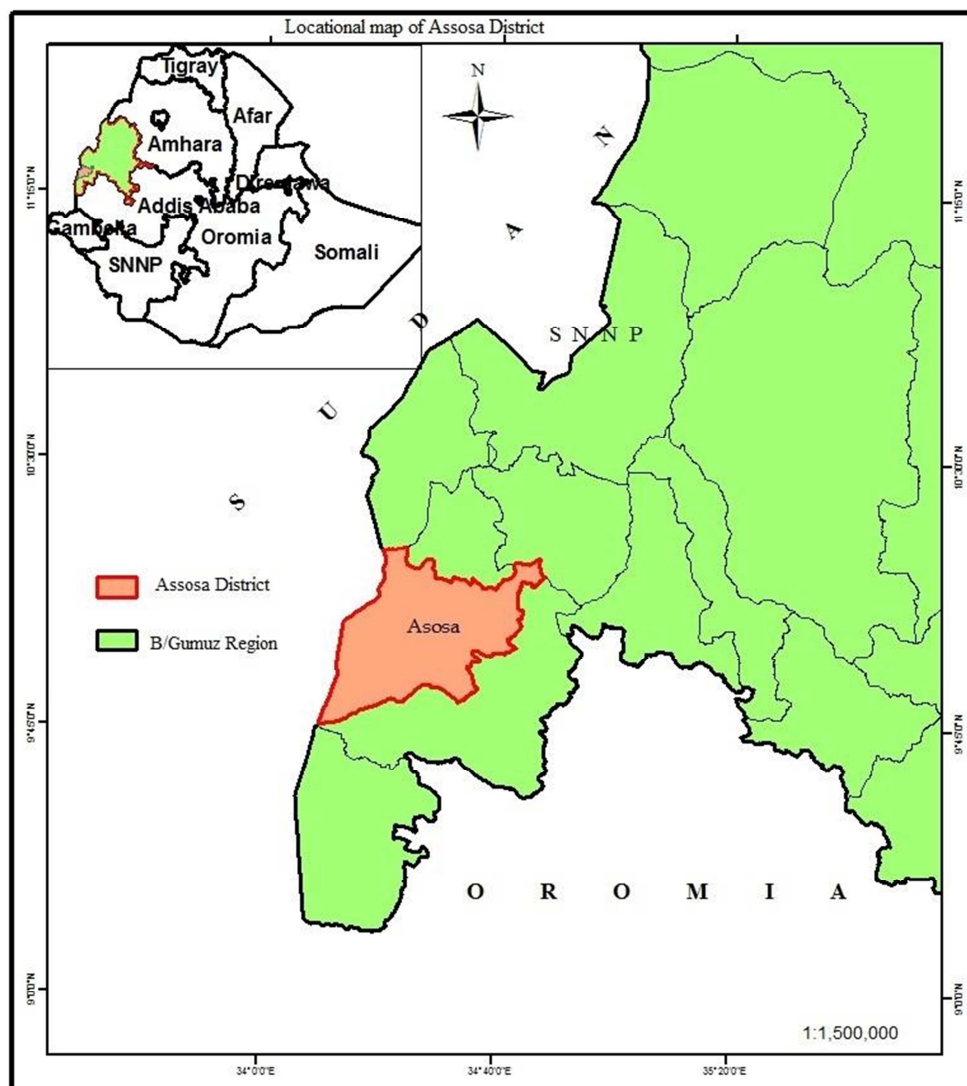 Locational map of Assosa District
Tigray
Afar
Amhara
Diredawa
Addis Ababa
Gambella
Oromia
SNNP
Somali
N
S U D A N
S N N P
Assosa District
B/Gumuz Region
Asosa
O R O M I A
1:1,500,000
11°15'0"N
10°30'0"N
9°45'0"N
9°0'0"N
11°15'0"N
10°30'0"N
9°45'0"N
9°0'0"N
34°0'0"E
34°40'0"E
35°20'0"E